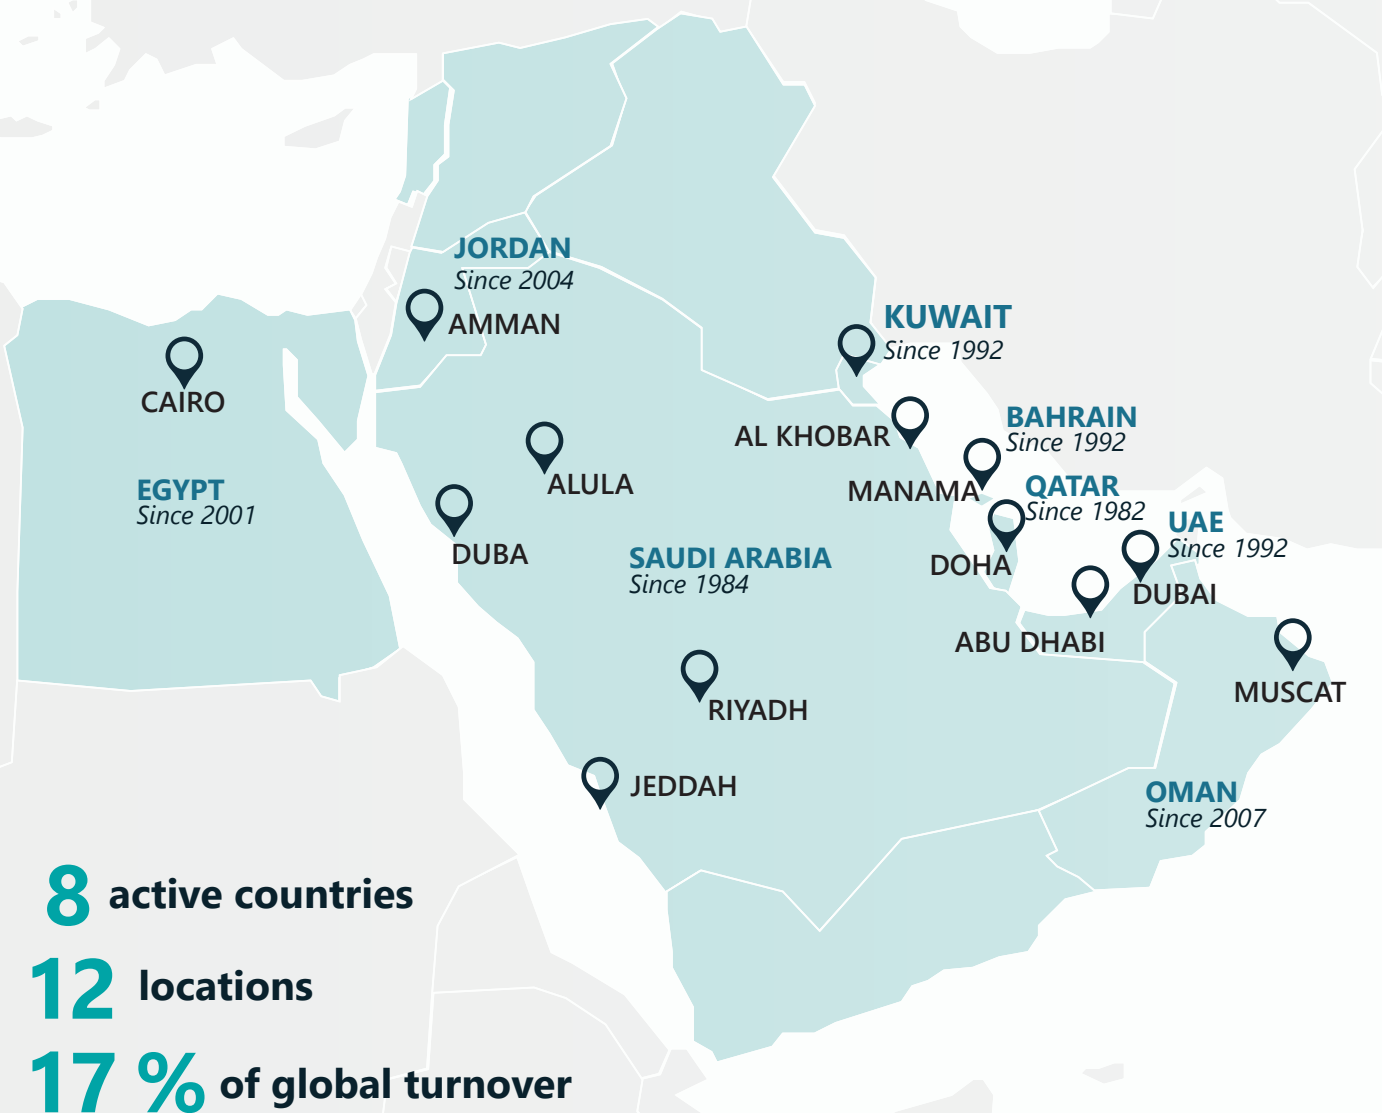 JORDAN
Since 2004
AMMAN
KUWAIT
Since 1992
CAIRO
AL KHOBAR
BAHRAIN
Since 1992
EGYPT
Since 2001
ALULA
MANAMA
QATAR
Since 1982
DUBA
SAUDI ARABIA
Since 1984
DOHA
UAE
Since 1992
DUBAI
ABU DHABI
MUSCAT
RIYADH
JEDDAH
OMAN
Since 2007
8 active countries
12 locations
17 % of global turnover